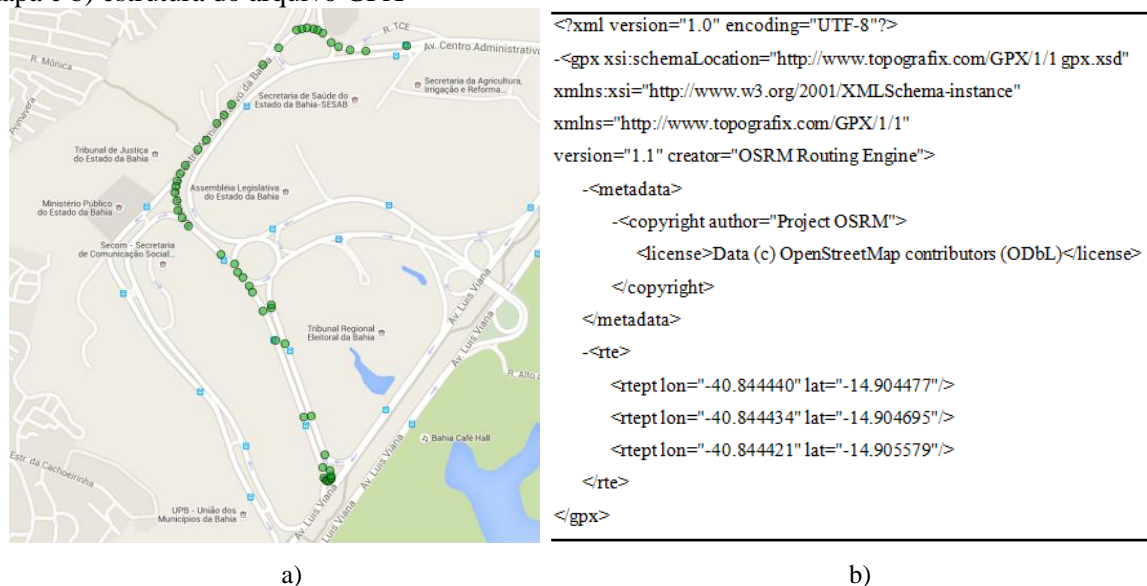 b) estrutura do arquivo GPX
R. TCE
Av. Centro Administrativo
R. Mônica
Primavera
Secretaria da Agricultura,
Irrigação e Reforma...
Secretaria de Saúde do
Estado da Bahia-SESAB
Tribunal de Justiça
do Estado da Bahia
Assembléia Legislativa
do Estado da Bahia
Ministério Público
do Estado da Bahia
Secom - Secretaria
de Comunicação Social...
Tribunal Regional
Eleitoral da Bahia
Av. Luis Viana
Av. Luis Viana
R. Alto
Bahia Café Hall
Av. Luis Viana
Av. Luis Viana
Estr. da Cachoeirinha
UPB - União dos
Municípios da Bahia
a)
<?xml version="1.0" encoding="UTF-8"?>
-<gpx xsi:schemaLocation="http://www.topografix.com/GPX/1/1 gpx.xsd"
xmlns:xsi="http://www.w3.org/2001/XMLSchema-instance"
xmlns="http://www.topografix.com/GPX/1/1"
version="1.1" creator="OSRM Routing Engine">
-<metadata>
-<copyright author="Project OSRM">
<license>Data (c) OpenStreetMap contributors (ODbL)</license>
</copyright>
</metadata>
-<rte>
<rtept lon="-40.844440" lat="-14.904477"/>
<rtept lon="-40.844434" lat="-14.904695"/>
<rtept lon="-40.844421" lat="-14.905579"/>
</rte>
</gpx>
b)